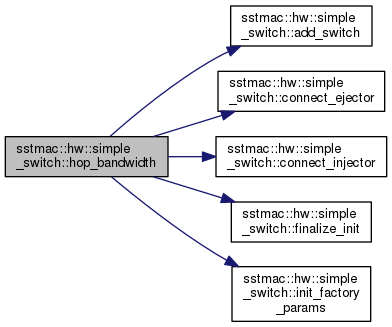 sstmac::hw::simple
_switch::hop_bandwidth
sstmac::hw::simple
_switch::add_switch
sstmac::hw::simple
_switch::connect_ejector
sstmac::hw::simple
_switch::connect_injector
sstmac::hw::simple
_switch::finalize_init
sstmac::hw::simple
_switch::init_factory
_params